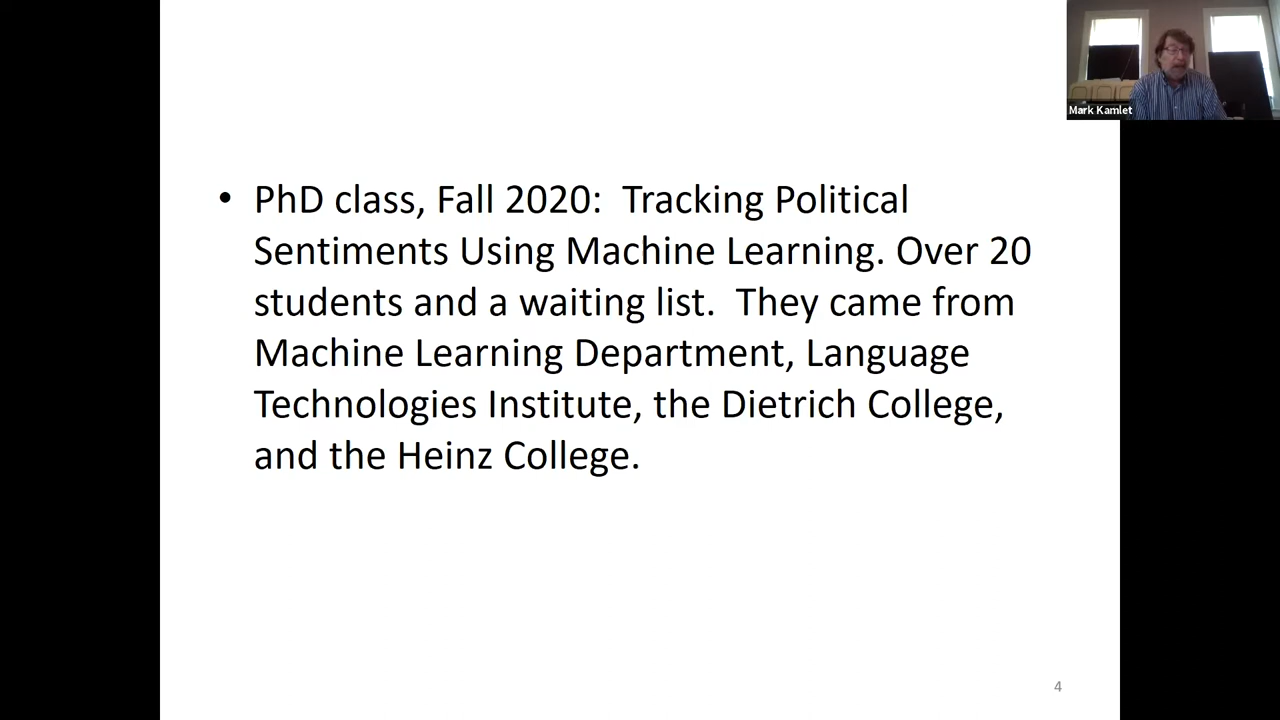 Mark Kamlet
• PhD class, Fall 2020:  Tracking Political
Sentiments Using Machine Learning. Over 20
students and a waiting list.  They came from
Machine Learning Department, Language
Technologies Institute, the Dietrich College,
and the Heinz College.
4